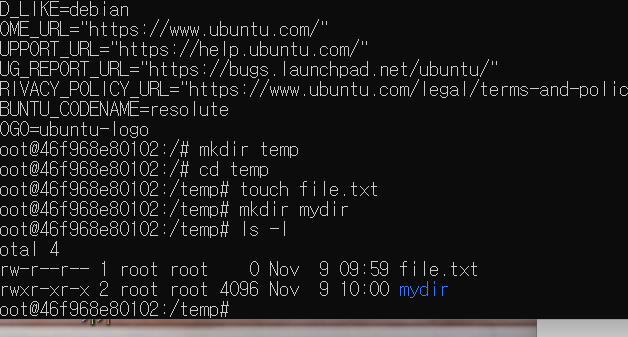 D_LIKE=debian
OME_URL="https://www.ubuntu.com/"
UPPORT_URL="https://help.ubuntu.com/"
UG_REPORT_URL="https://bugs.launchpad.net/ubuntu/"
RIVACY_POLICY_URL="https://www.ubuntu.com/legal/terms-and-polic
BUNTU_CODENAME=resolute
OGO=ubuntu-logo
oot@46f968e80102:/# mkdir temp
oot@46f968e80102:/# cd temp
oot@46f968e80102:/temp# touch file.txt
oot@46f968e80102:/temp# mkdir mydir
oot@46f968e80102:/temp# ls -l
otal 4
rw-r--r-- 1 root root    0 Nov  9 09:59 file.txt
rwxr-xr-x 2 root root 4096 Nov  9 10:00 mydir
oot@46f968e80102:/temp#